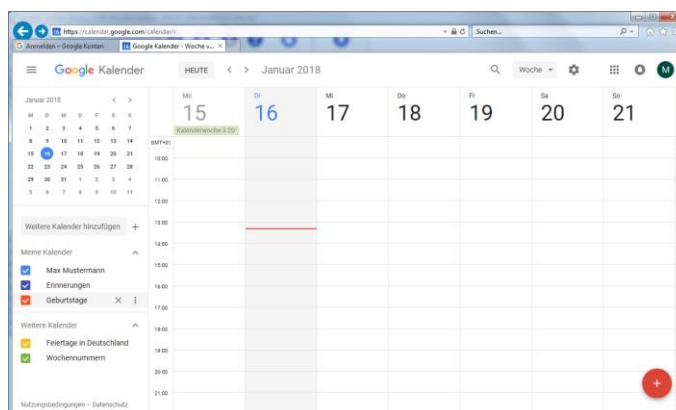 https://calendar.google.com/calendar/r
Suchen...
Anmelden – Google Konten
Google Kalender - Woche v...
Google Kalender
HEUTE < > Januar 2018
Woche
M
Januar 2018 < >
M D M D F S S
1 2 3 4 5 6 7
8 9 10 11 12 13 14
15 16 17 18 19 20 21
22 23 24 25 26 27 28
29 30 31 1 2 3 4
5 6 7 8 9 10 11
Weitere Kalender hinzufügen +
Meine Kalender
Max Mustermann
Erinnerungen
Geburtstage
Weitere Kalender
Feiertage in Deutschland
Wochennummern
Nutzungsbedingungen – Datenschutz
Mo Di Mi Do Fr Sa So
15 16 17 18 19 20 21
Kalenderwoche 3 20
GMT+01
10:00
11:00
12:00
13:00
14:00
15:00
16:00
17:00
18:00
19:00
20:00
21:00
+